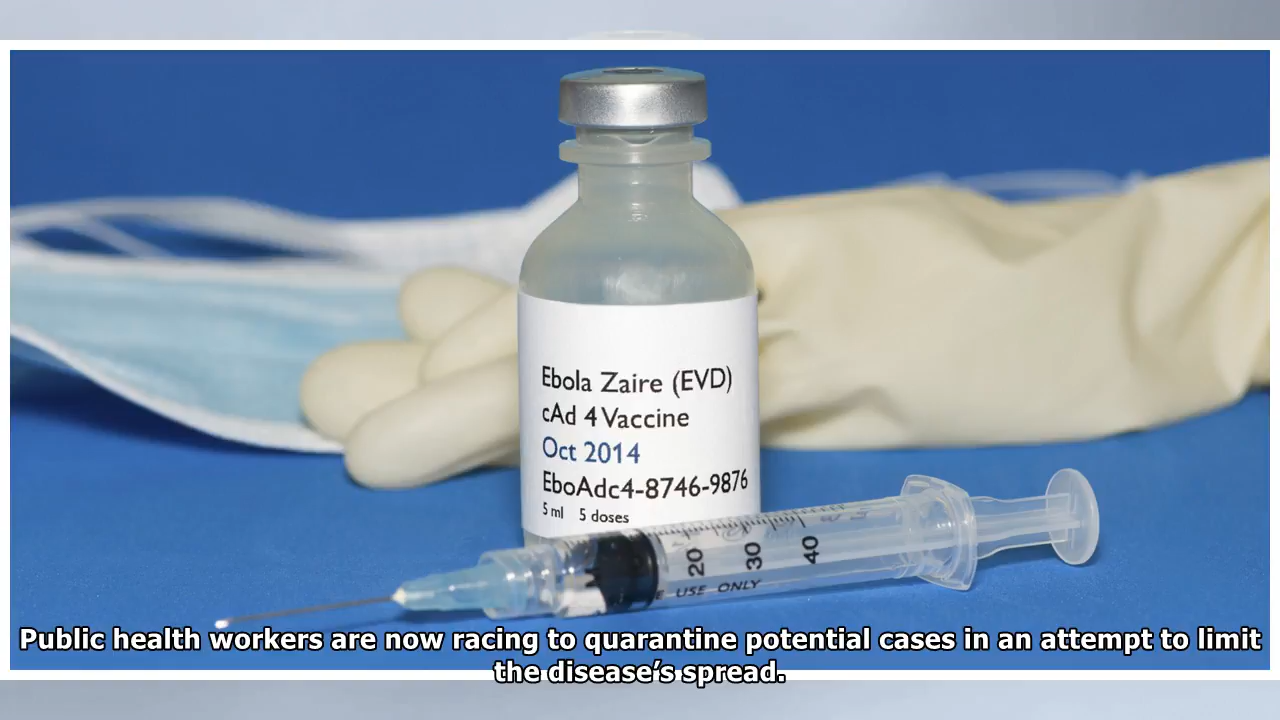 Ebola Zaire (EVD)
cAd 4 Vaccine
Oct 2014
EboAdc4-8746-9876
5 ml 5 doses
20 30 40
USE ONLY
Public health workers are now racing to quarantine potential cases in an attempt to limit
the disease’s spread.